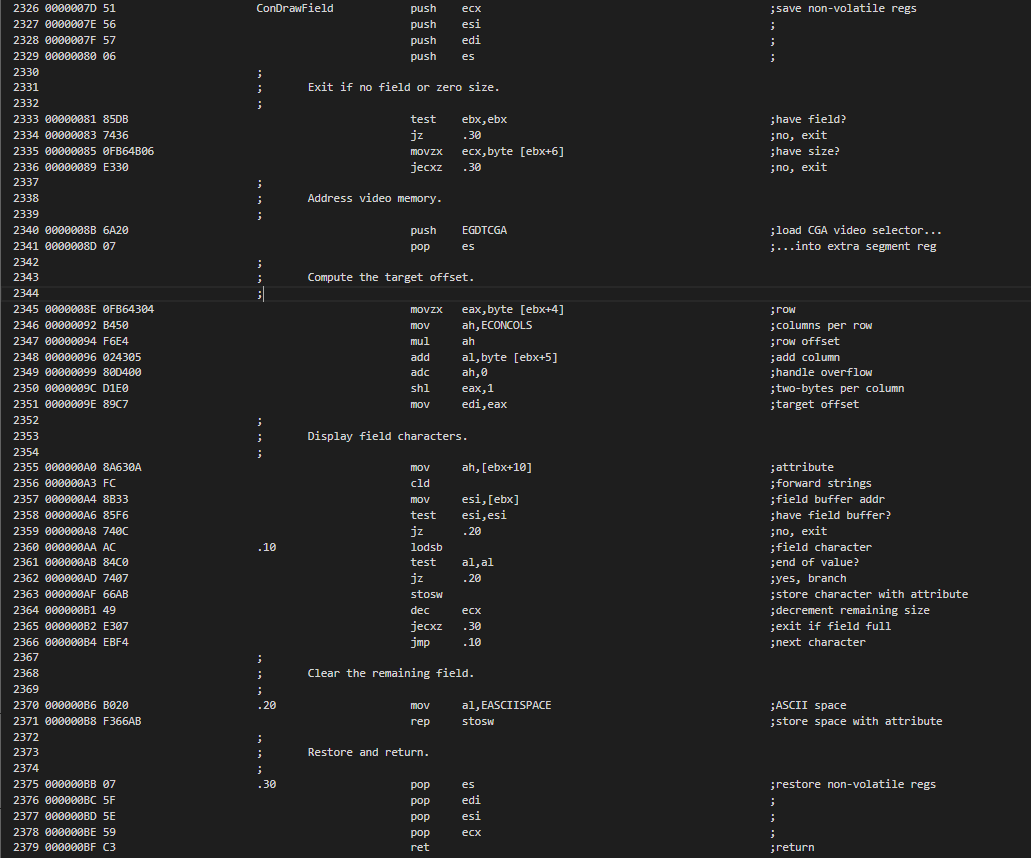 2326 0000007D 51 ConDrawField push ecx ;save non-volatile regs
2327 0000007E 56 push esi ;
2328 0000007F 57 push edi ;
2329 00000080 06 push es ;
2330 ;
2331 ; Exit if no field or zero size.
2332 ;
2333 00000081 85DB test ebx,ebx ;have field?
2334 00000083 7436 jz .30 ;no, exit
2335 00000085 0FB64B06 movzx ecx,byte [ebx+6] ;have size?
2336 00000089 E330 jecxz .30 ;no, exit
2337 ;
2338 ; Address video memory.
2339 ;
2340 0000008B 6A20 push EGDTCGA ;load CGA video selector...
2341 0000008D 07 pop es ;...into extra segment reg
2342 ;
2343 ; Compute the target offset.
2344 ;
2345 0000008E 0FB64304 movzx eax,byte [ebx+4] ;row
2346 00000092 B450 mov ah,ECONCOLS ;columns per row
2347 00000094 F6E4 mul ah ;row offset
2348 00000096 024305 add al,byte [ebx+5] ;add column
2349 00000099 80D400 adc ah,0 ;handle overflow
2350 0000009C D1E0 shl eax,1 ;two-bytes per column
2351 0000009E 89C7 mov edi,eax ;target offset
2352 ;
2353 ; Display field characters.
2354 ;
2355 000000A0 8A630A mov ah,[ebx+10] ;attribute
2356 000000A3 FC cld ;forward strings
2357 000000A4 8B33 mov esi,[ebx] ;field buffer addr
2358 000000A6 85F6 test esi,esi ;have field buffer?
2359 000000A8 740C jz .20 ;no, exit
2360 000000AA AC .10 lodsb ;field character
2361 000000AB 84C0 test al,al ;end of value?
2362 000000AD 7407 jz .20 ;yes, branch
2363 000000AF 66AB stosw ;store character with attribute
2364 000000B1 49 dec ecx ;decrement remaining size
2365 000000B2 E307 jecxz .30 ;exit if field full
2366 000000B4 EBF4 jmp .10 ;next character
2367 ;
2368 ; Clear the remaining field.
2369 ;
2370 000000B6 B020 .20 mov al,EASCIISPACE ;ASCII space
2371 000000B8 F366AB rep stosw ;store space with attribute
2372 ;
2373 ; Restore and return.
2374 ;
2375 000000BB 07 .30 pop es ;restore non-volatile regs
2376 000000BC 5F pop edi ;
2377 000000BD 5E pop esi ;
2378 000000BE 59 pop ecx ;
2379 000000BF C3 ret ;return